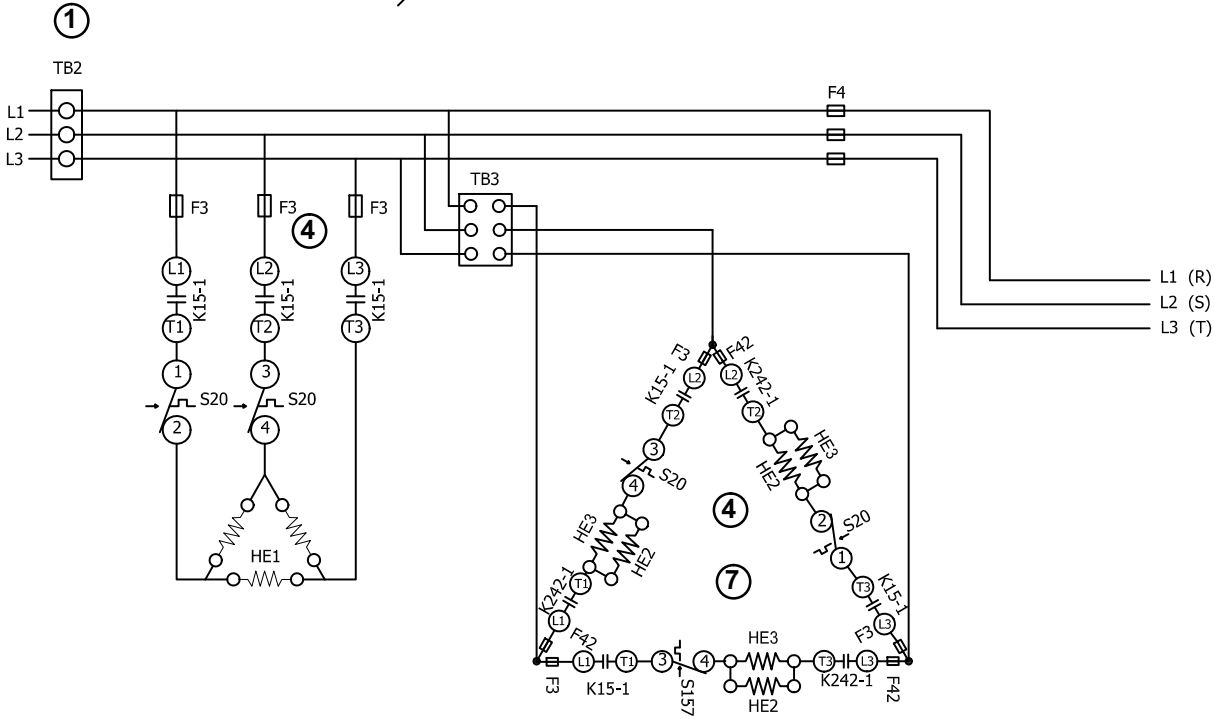 1
TB2
L1
L2
L3
F4
TB3
F3
F3
F3
4
L1
L2
L3
K15-1
K15-1
K15-1
T1
T2
T3
1
3
S20
S20
2
4
HE1
L1 (R)
L2 (S)
L3 (T)
F3
F42
K15-1
L2
L2
K242-1
T2
T2
3
S20
4
HE3
HE2
HE3
HE2
4
2
S20
1
7
K242-1
T1
L1
F42
T3
K15-1
L3
F3
F3
L1
K15-1
T1
3
S157
4
HE3
HE2
T3
K242-1
L3
F42